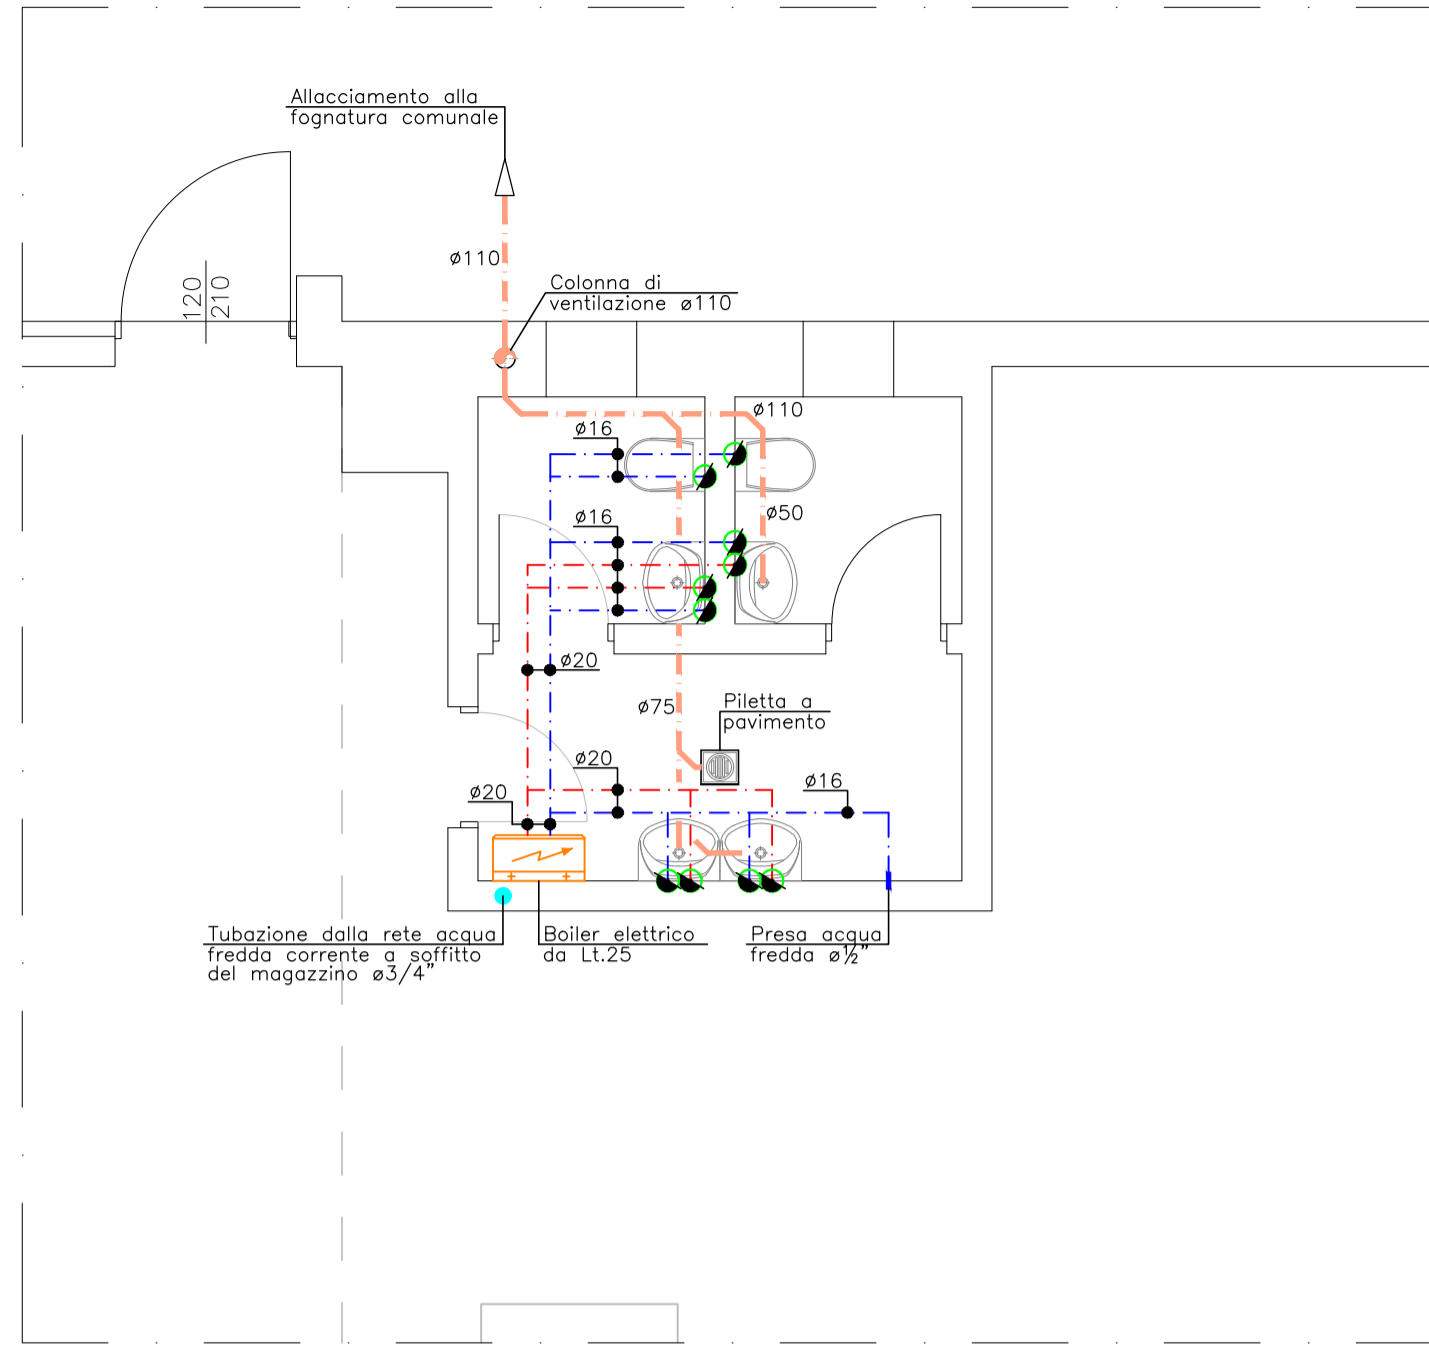 Allacciamento alla
fognatura comunale
ø110
Colonna di
ventilazione ø110
120
210
ø110
ø16
ø50
ø16
ø20
ø75
Piletta a
pavimento
ø20
ø16
ø20
Tubazione dalla rete acqua
fredda corrente a soffitto
del magazzino ø3/4"
Boiler elettrico
da Lt.25
Presa acqua
fredda ø½"